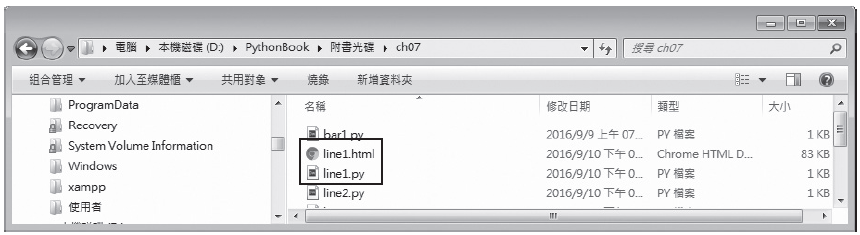 電腦 ▸ 本機磁碟 (D:) ▸ PythonBook ▸ 附書光碟 ▸ ch07
搜尋 ch07
組合管理 加入至媒體櫃 共用對象 燒錄 新增資料夾
ProgramData
Recovery
System Volume Information
Windows
xampp
使用者
名稱 修改日期 類型 大小
bar1.py 2016/9/9 上午 07... PY 檔案 1 KB
line1.html 2016/9/10 下午 0... Chrome HTML D... 83 KB
line1.py 2016/9/10 下午 0... PY 檔案 1 KB
line2.py 2016/9/10 下午 0... PY 檔案 1 KB